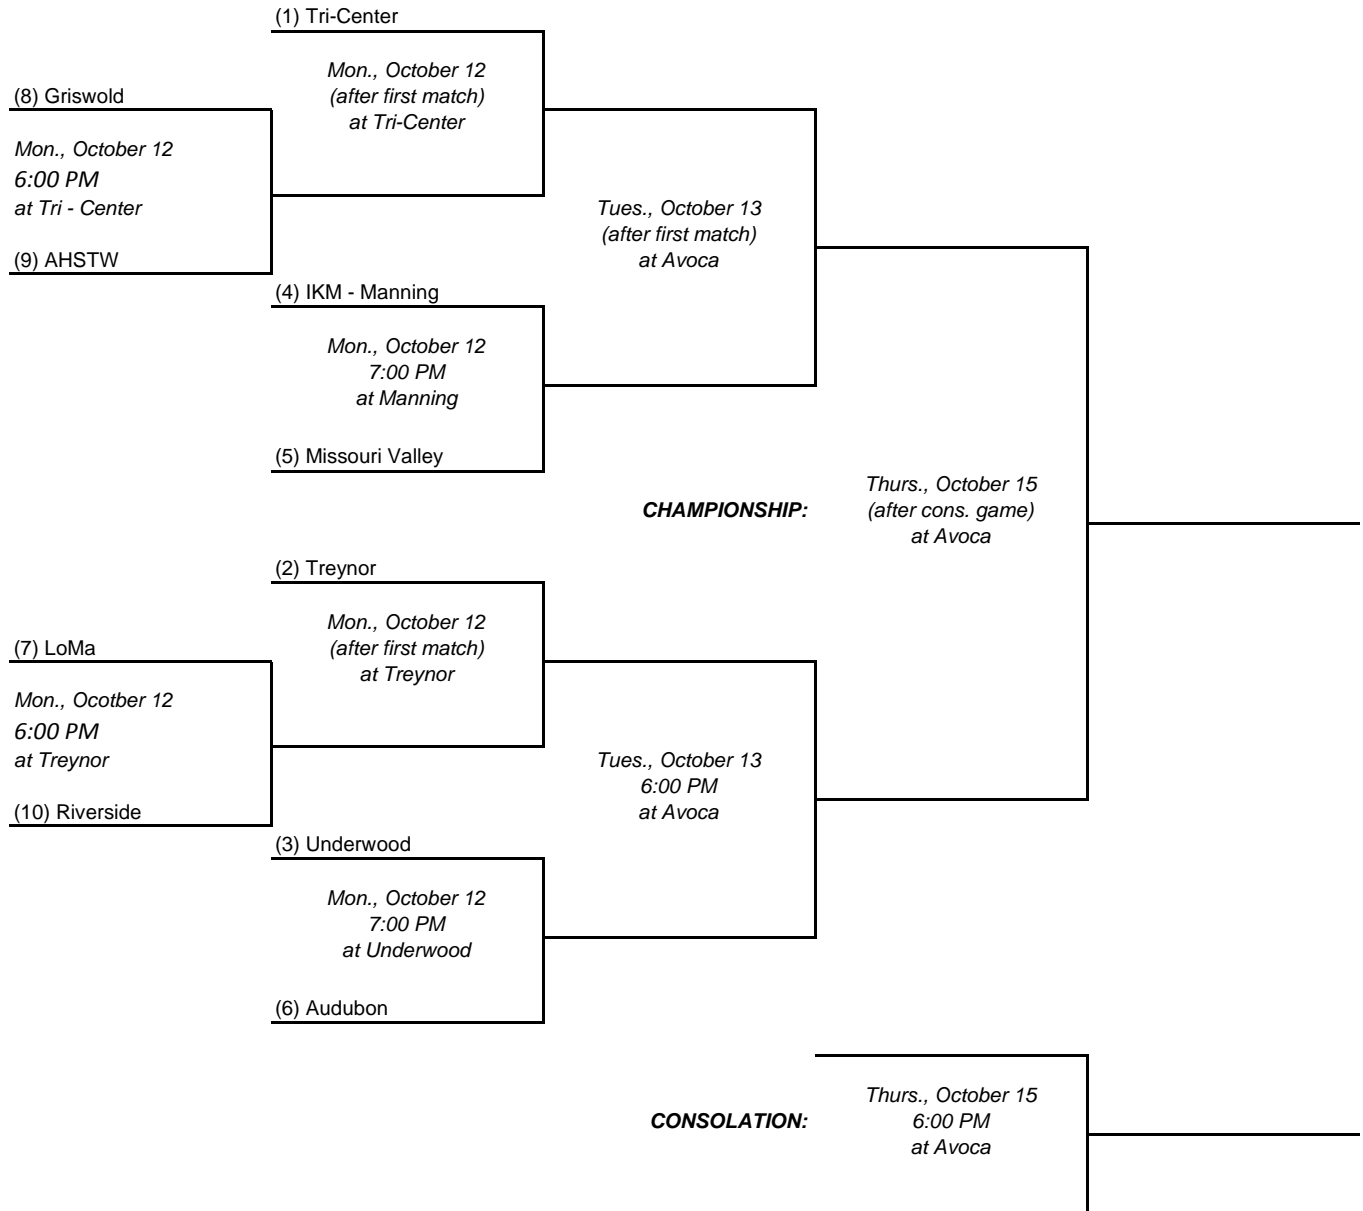 (1) Tri-Center
Mon., October 12
(after first match)
at Tri-Center
(8) Griswold
Mon., October 12
6:00 PM
at Tri - Center
(9) AHSTW
Tues., October 13
(after first match)
at Avoca
(4) IKM - Manning
Mon., October 12
7:00 PM
at Manning
(5) Missouri Valley
CHAMPIONSHIP:
Thurs., October 15
(after cons. game)
at Avoca
(2) Treynor
Mon., October 12
(after first match)
at Treynor
(7) LoMa
Mon., Ocotber 12
6:00 PM
at Treynor
(10) Riverside
Tues., October 13
6:00 PM
at Avoca
(3) Underwood
Mon., October 12
7:00 PM
at Underwood
(6) Audubon
CONSOLATION:
Thurs., October 15
6:00 PM
at Avoca